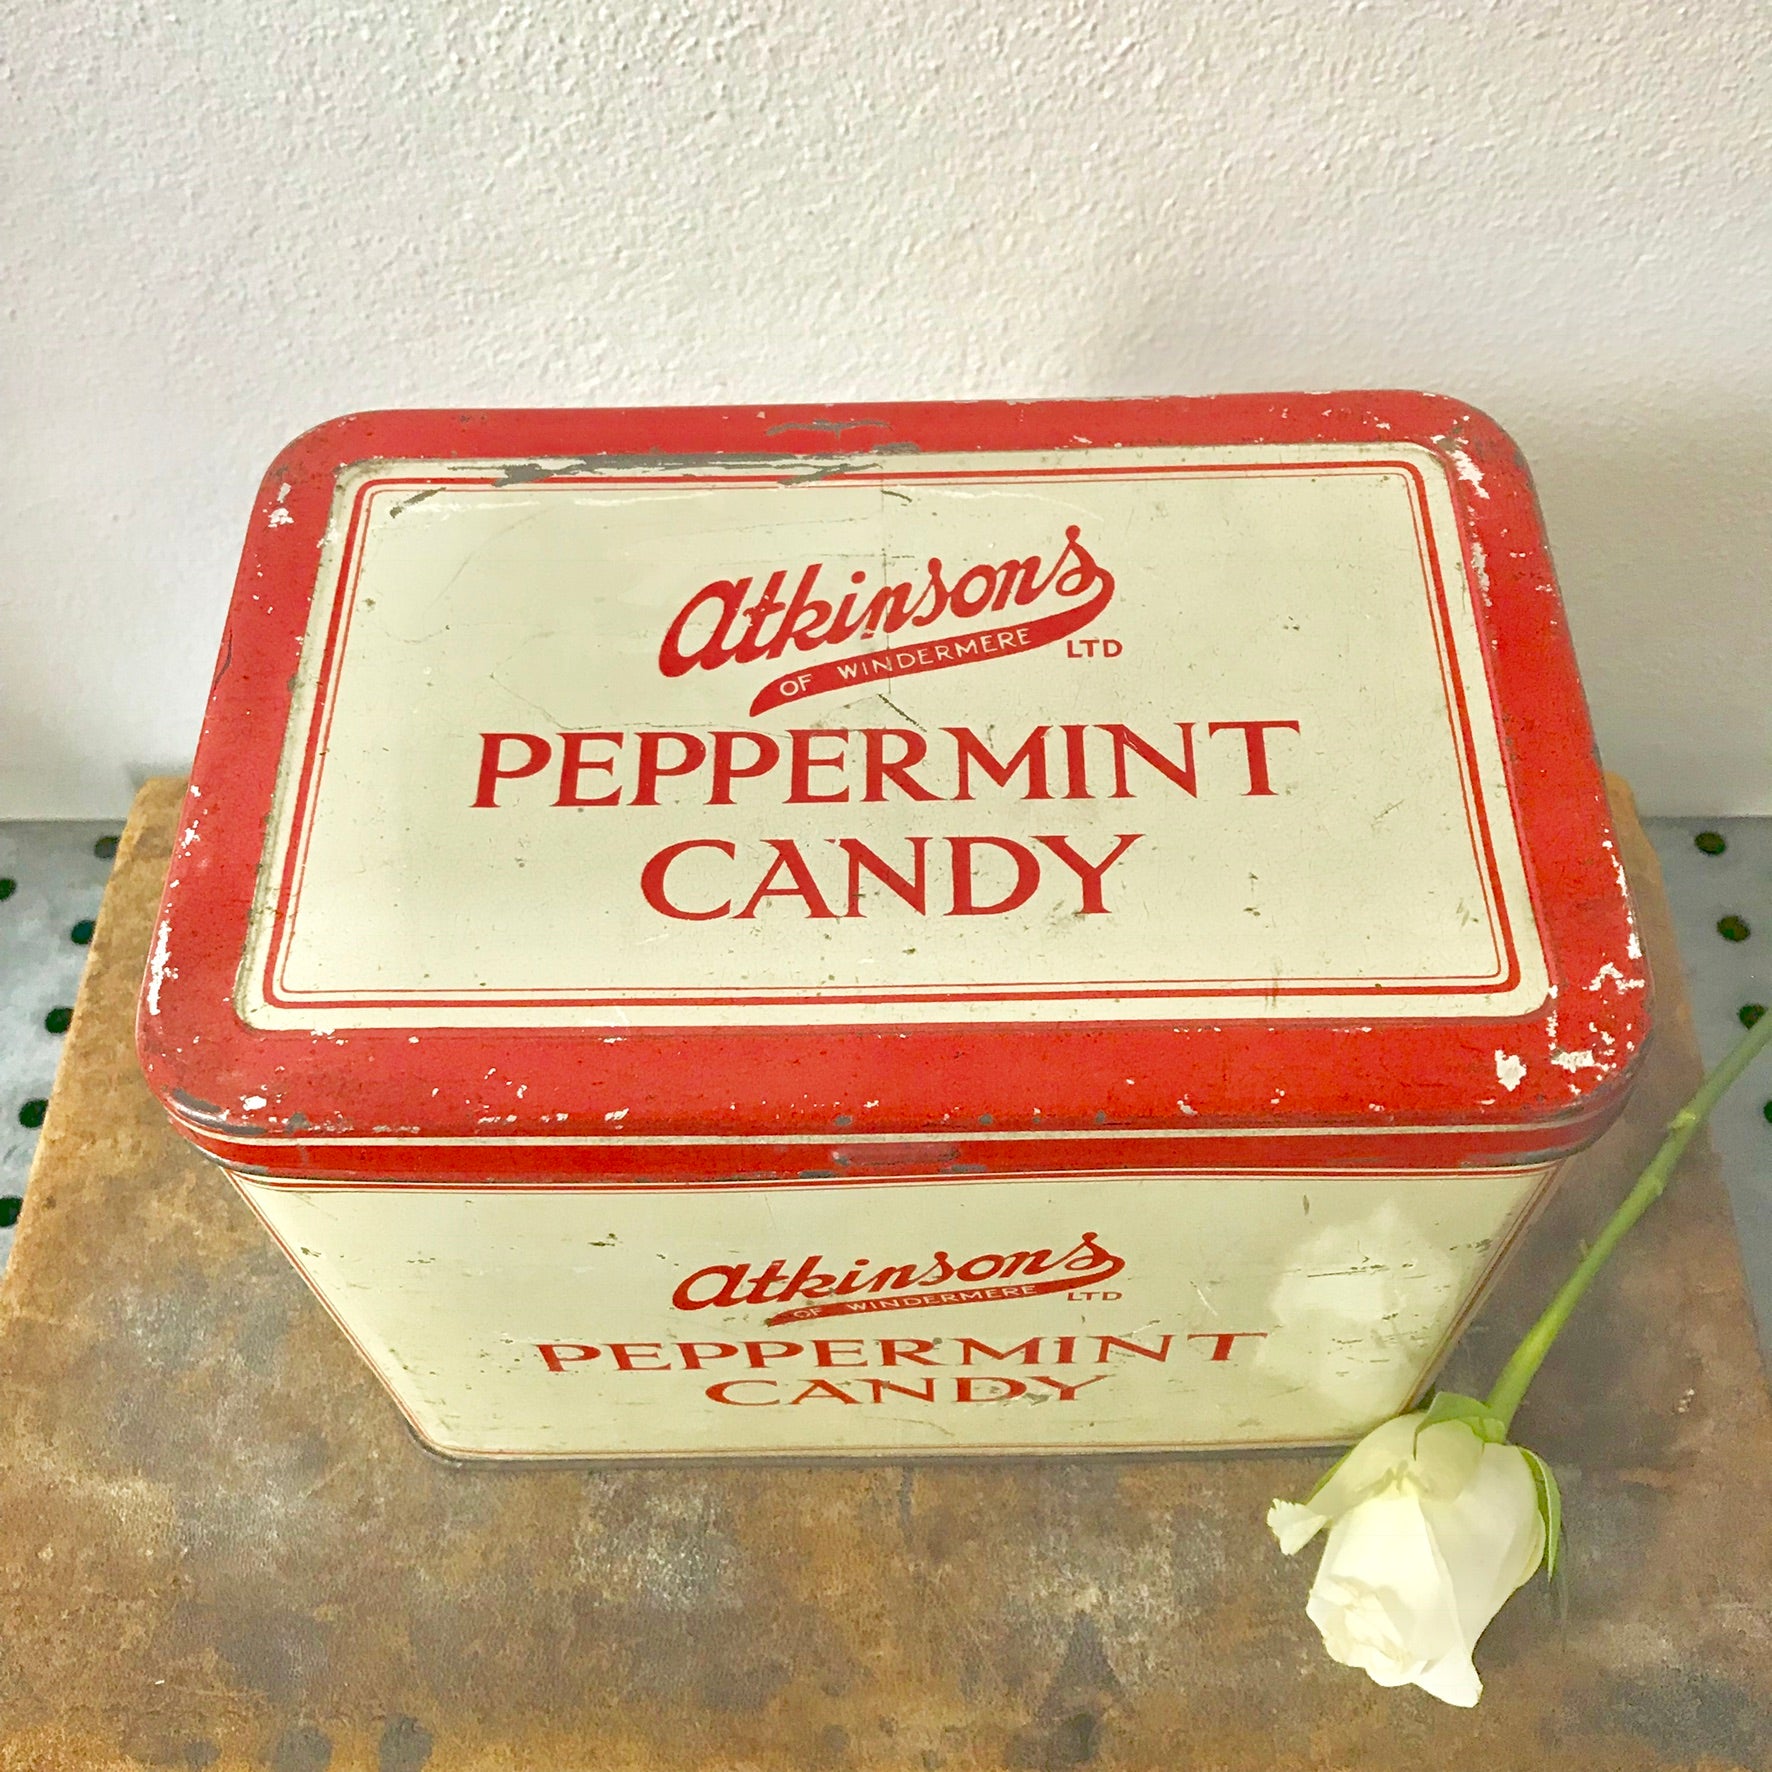 Atkinsons
OF WINDERMERE LTD
PEPPERMINT
CANDY
Atkinsons
OF WINDERMERE LTD
PEPPERMINT
CANDY